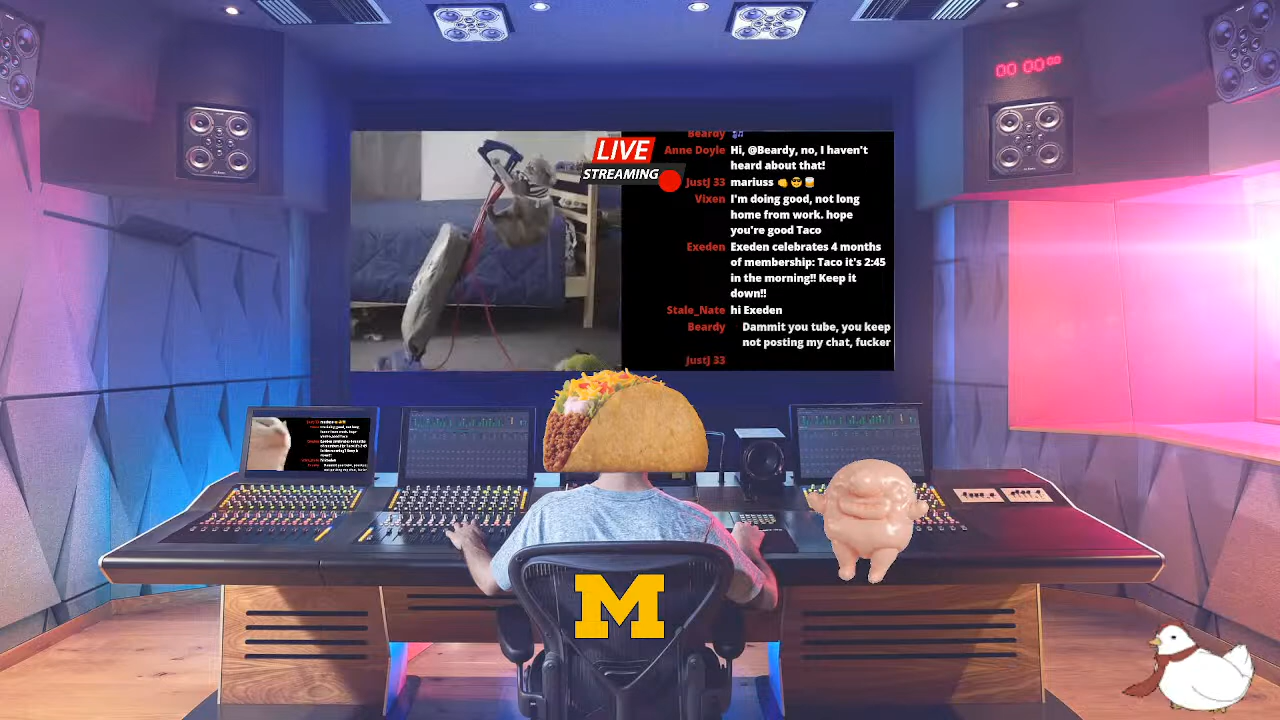 00 00 00
LIVE
STREAMING
Beardy
Anne Doyle Hi, @Beardy, no, I haven't
heard about that!
JustJ 33 mariuss 👊😎🍺
Vixen I'm doing good, not long
home from work. hope
you're good Taco
Exeden Exeden celebrates 4 months
of membership: Taco it's 2:45
in the morning!! Keep it
down!!
Stale_Nate hi Exeden
Beardy Dammit you tube, you keep
not posting my chat, fucker
JustJ 33
M